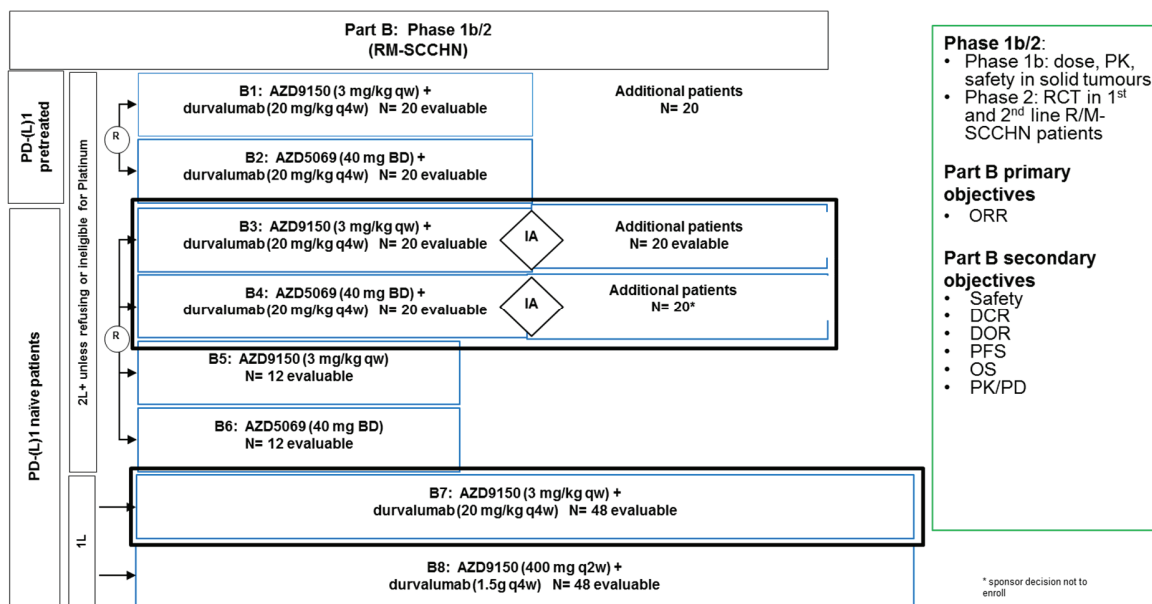 Part B: Phase 1b/2
(RM-SCCHN)
PD-(L)1
pretreated
PD-(L)1 naïve patients
2L+ unless refusing or ineligible for Platinum
1L
R
R
B1: AZD9150 (3 mg/kg qw) +
durvalumab (20 mg/kg q4w) N= 20 evaluable
Additional patients
N= 20
B2: AZD5069 (40 mg BD) +
durvalumab (20 mg/kg q4w) N= 20 evaluable
B3: AZD9150 (3 mg/kg qw) +
durvalumab (20 mg/kg q4w) N= 20 evaluable
IA
Additional patients
N= 20 evalable
B4: AZD5069 (40 mg BD) +
durvalumab (20 mg/kg q4w) N= 20 evaluable
IA
Additional patients
N= 20*
B5: AZD9150 (3 mg/kg qw)
N= 12 evaluable
B6: AZD5069 (40 mg BD)
N= 12 evaluable
B7: AZD9150 (3 mg/kg qw) +
durvalumab (20 mg/kg q4w) N= 48 evaluable
B8: AZD9150 (400 mg q2w) +
durvalumab (1.5g q4w) N= 48 evaluable
Phase 1b/2:
• Phase 1b: dose, PK,
safety in solid tumours
• Phase 2: RCT in 1st
and 2nd line R/M-
SCCHN patients
Part B primary
objectives
• ORR
Part B secondary
objectives
• Safety
• DCR
• DOR
• PFS
• OS
• PK/PD
* sponsor decision not to
enroll